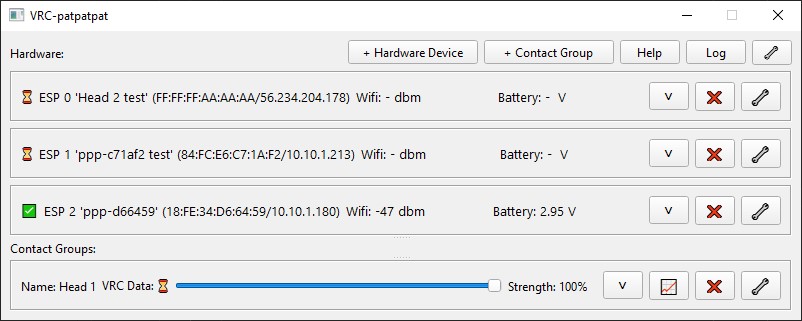 VRC-patpatpat
Hardware: + Hardware Device + Contact Group Help Log
ESP 0 'Head 2 test' (FF:FF:FF:AA:AA:AA/56.234.204.178) Wifi: - dbm Battery: - V v
ESP 1 'ppp-c71af2 test' (84:FC:E6:C7:1A:F2/10.10.1.213) Wifi: - dbm Battery: - V v
ESP 2 'ppp-d66459' (18:FE:34:D6:64:59/10.10.1.180) Wifi: -47 dbm Battery: 2.95 V v
Contact Groups:
Name: Head 1 VRC Data: Strength: 100% v